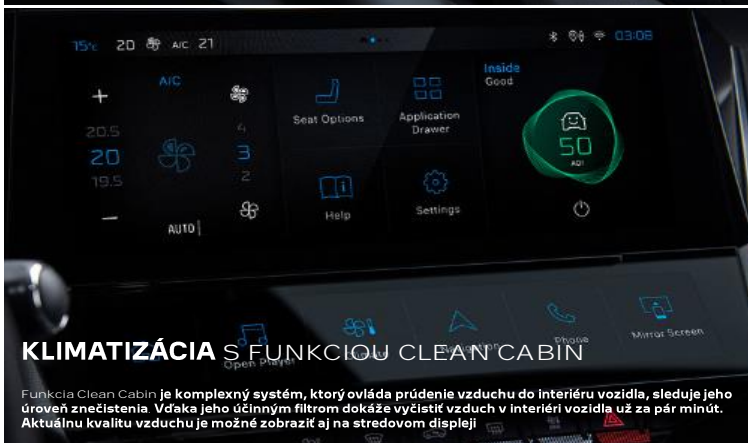 15°c 20 A/C 21 03:08
A/C
Inside
Good
+
20.5
20
19.5
–
4
3
2
AUTO
Seat Options
Application
Drawer
Help
Settings
50
AQI
Open Player
Climate
Navigation
Phone
Mirror Screen
KLIMATIZÁCIA S FUNKCIOU CLEAN CABIN
Funkcia Clean Cabin je komplexný systém, ktorý ovláda prúdenie vzduchu do interiéru vozidla, sleduje jeho
úroveň znečistenia. Vďaka jeho účinným filtrom dokáže vyčistiť vzduch v interiéri vozidla už za pár minút.
Aktuálnu kvalitu vzduchu je možné zobraziť aj na stredovom displeji